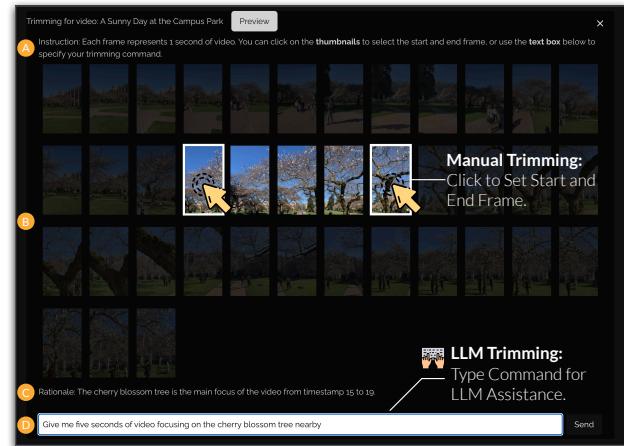 Trimming for video: A Sunny Day at the Campus Park Preview ×
A Instruction: Each frame represents 1 second of video. You can click on the thumbnails to select the start and end frame, or use the text box below to
specify your trimming command.
Manual Trimming:
Click to Set Start and
End Frame.
B
LLM Trimming:
Type Command for
LLM Assistance.
C Rationale: The cherry blossom tree is the main focus of the video from timestamp 15 to 19.
D Give me five seconds of video focusing on the cherry blossom tree nearby Send